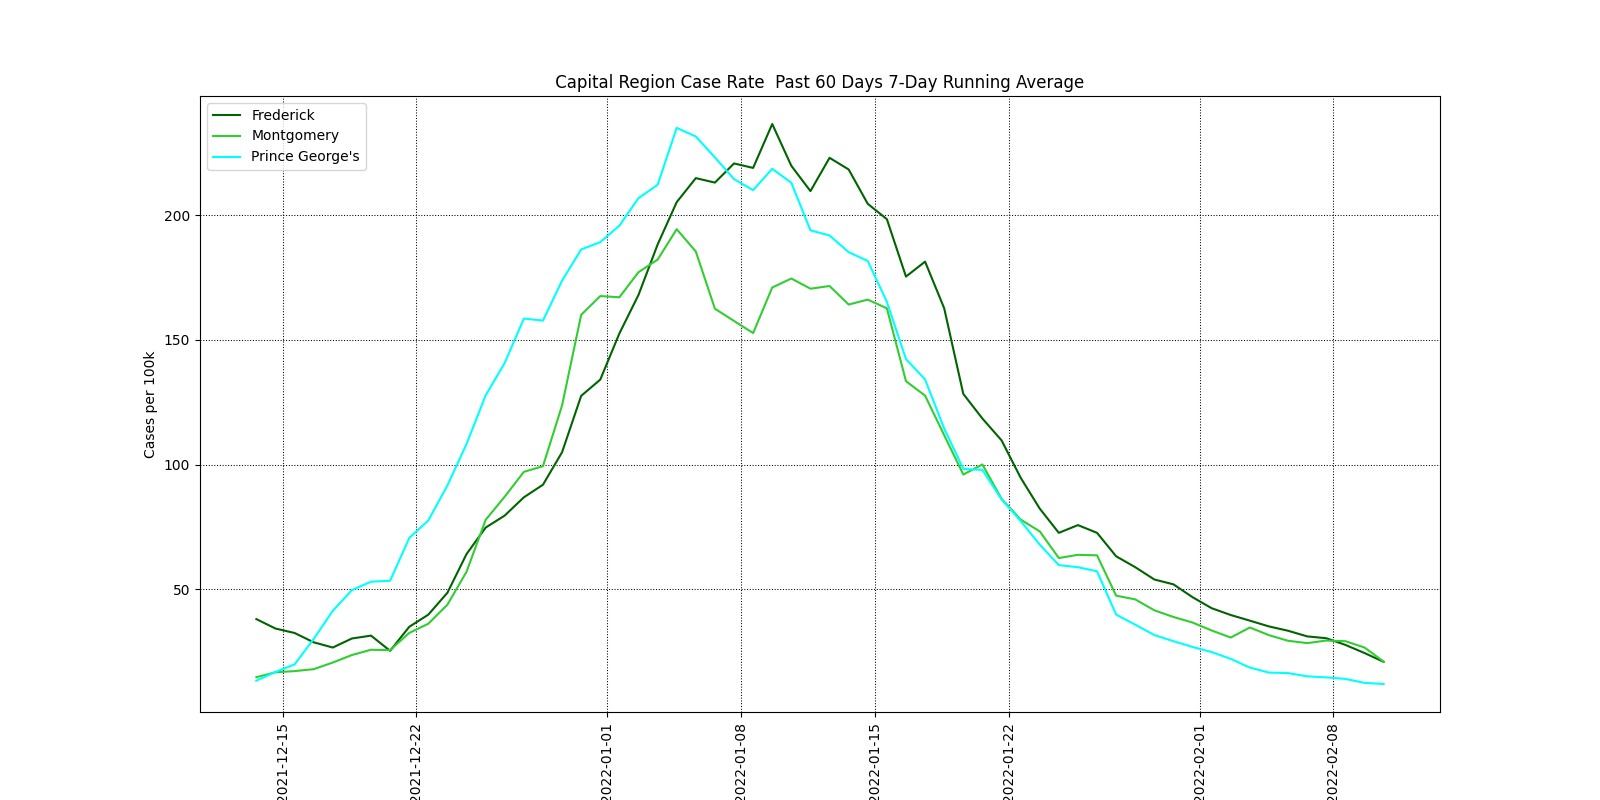 Capital Region Case Rate  Past 60 Days 7-Day Running Average
Frederick
Montgomery
Prince George's
Cases per 100k
200
150
100
50
2021-12-15
2021-12-22
2022-01-01
2022-01-08
2022-01-15
2022-01-22
2022-02-01
2022-02-08